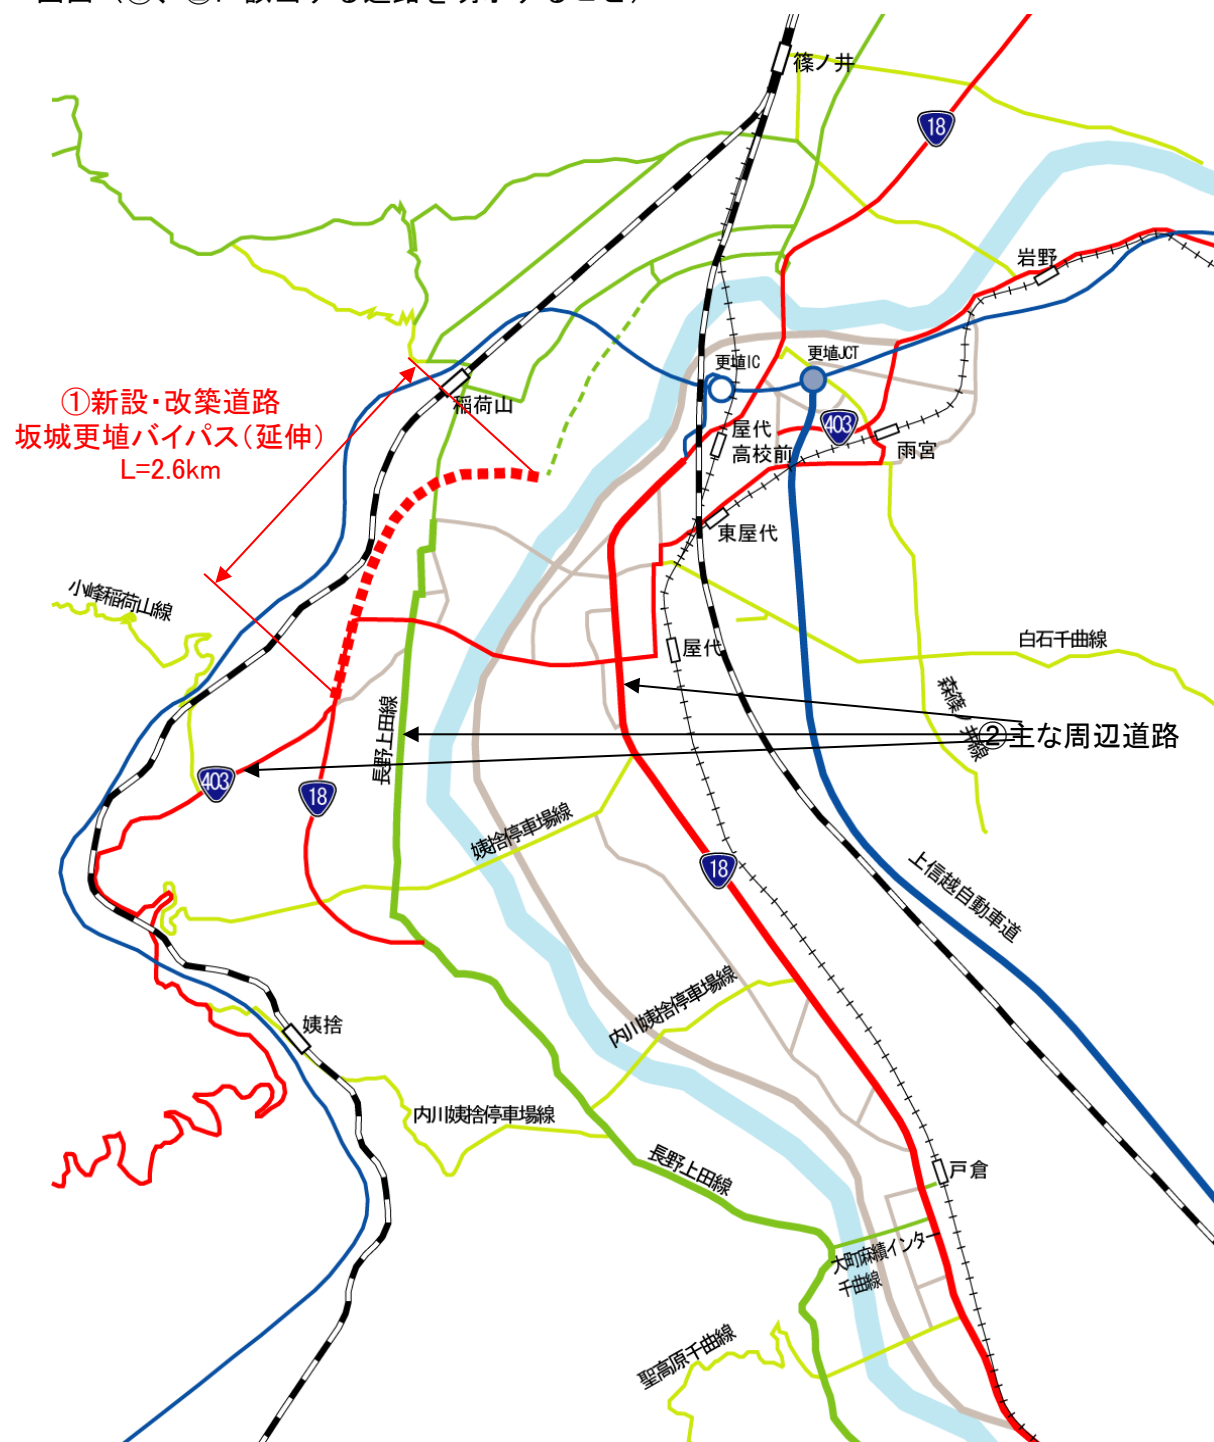 篠ノ井
18
岩野
更埴IC
更埴JCT
①新設・改築道路
坂城更埴バイパス（延伸）
L=2.6km
稲荷山
屋代
高校前
403
雨宮
東屋代
小峰稲荷山線
屋代
白石千曲線
長野上田線
②主な周辺道路
403
18
姨捨停車場線
18
上信越自動車道
内川姨捨停車場線
姨捨
内川姨捨停車場線
長野上田線
戸倉
大町麻績インター
千曲線
聖高原千曲線